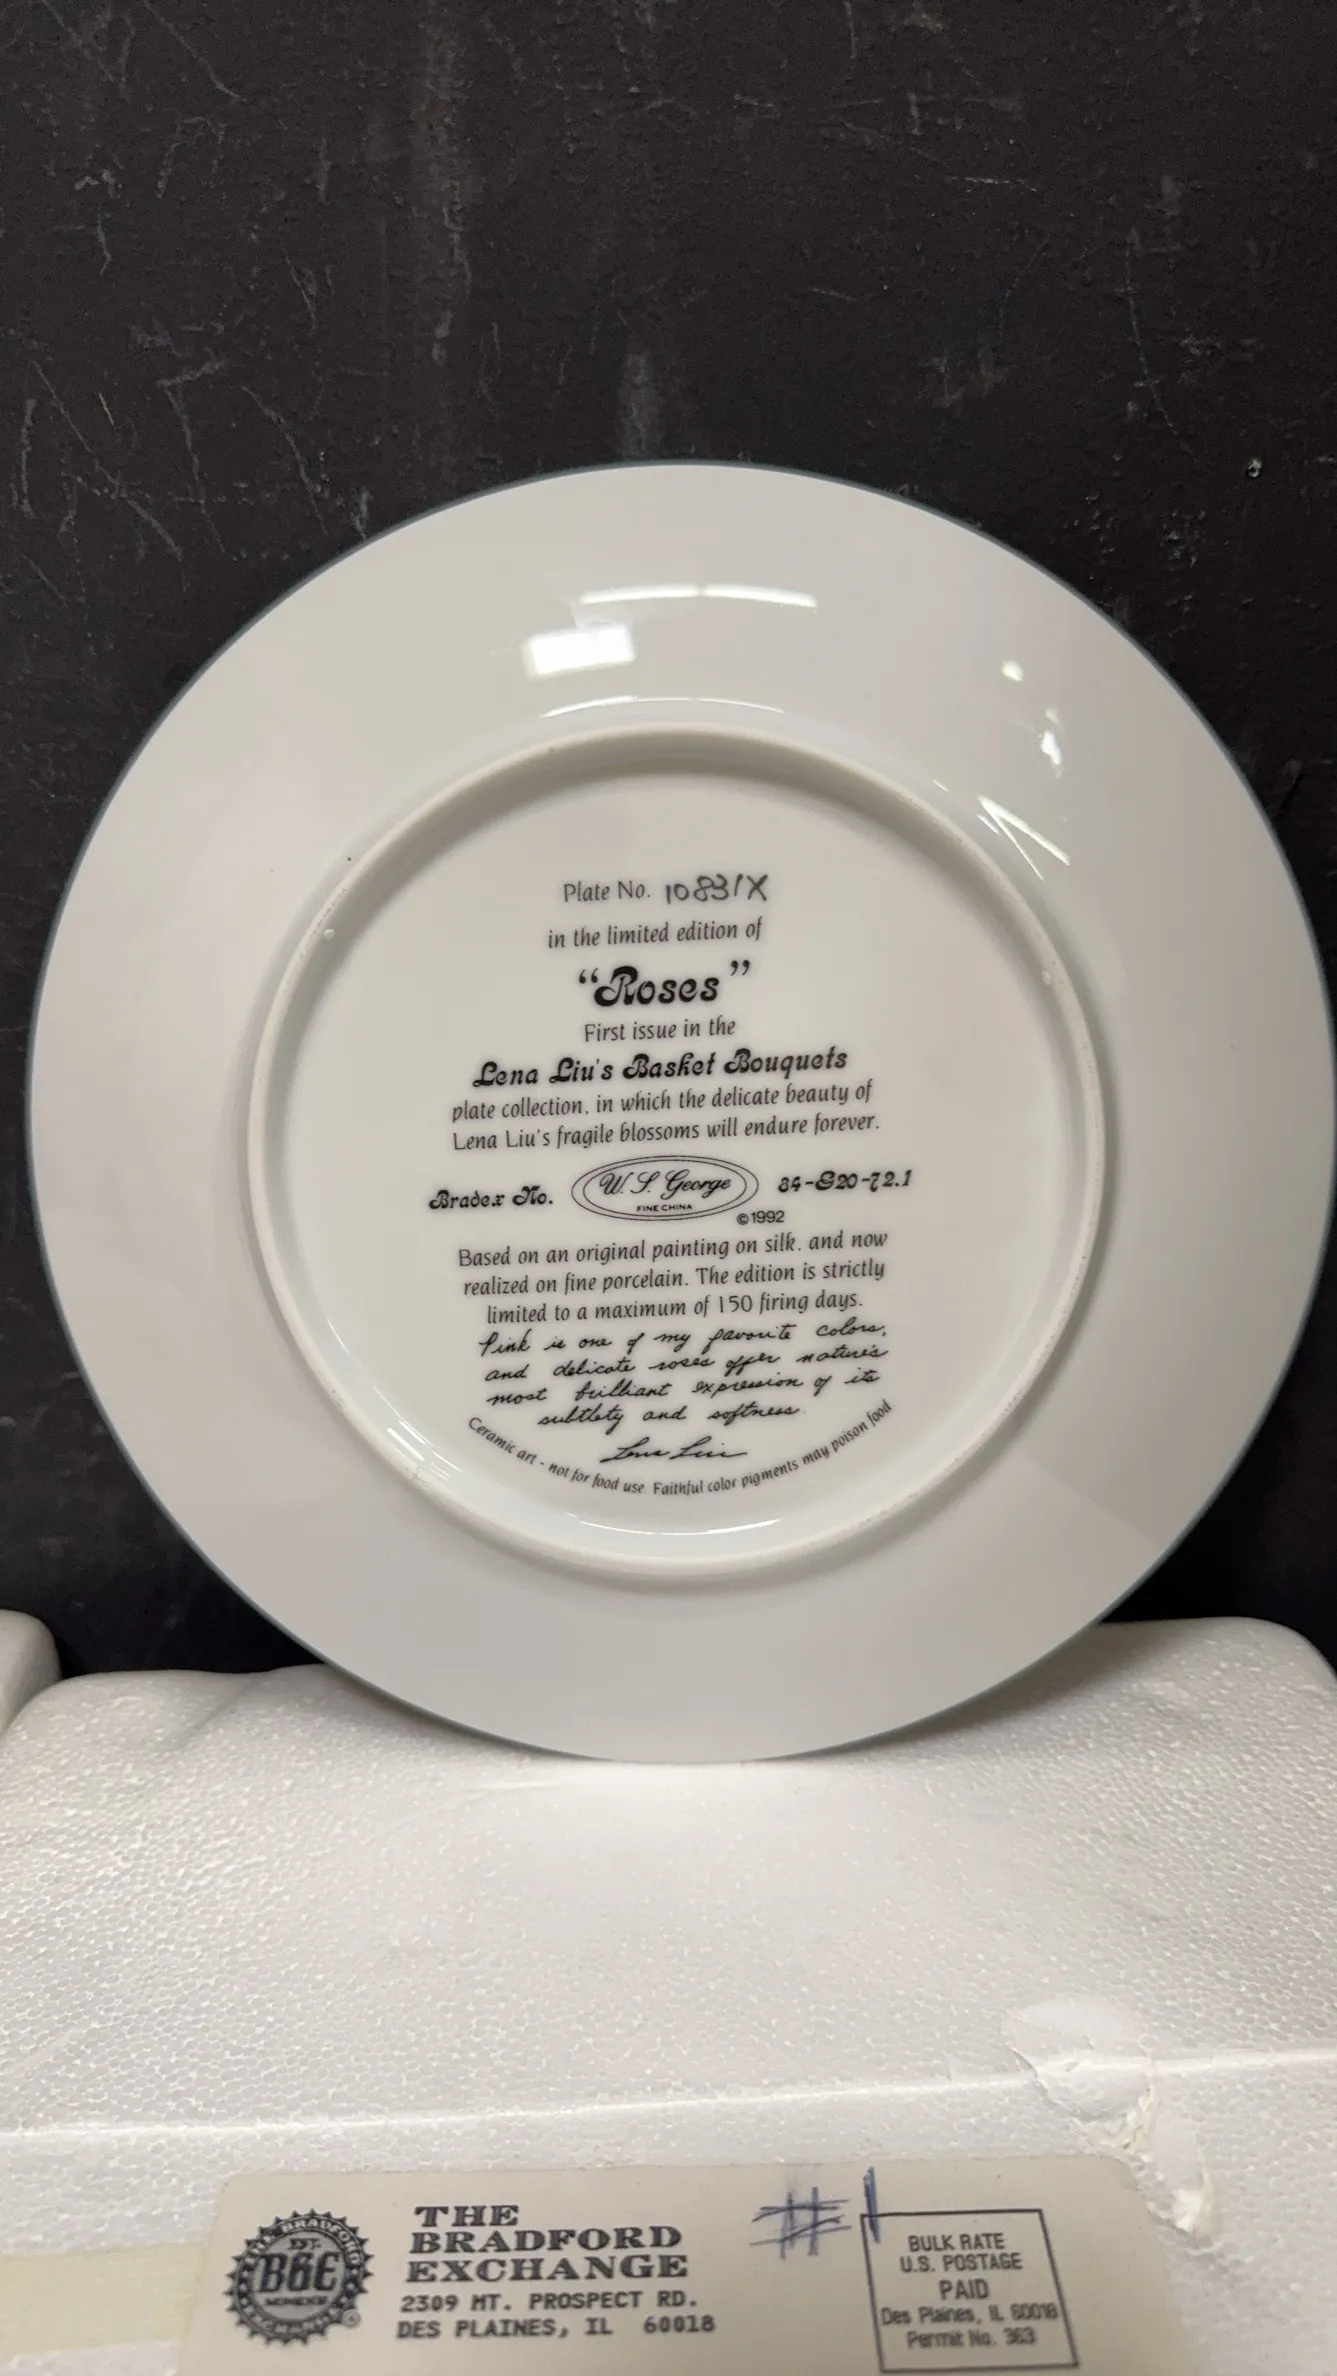 Plate No. 10831X
in the limited edition of
“Roses”
First issue in the
Lena Liu's Basket Bouquets
plate collection, in which the delicate beauty of
Lena Liu's fragile blossoms will endure forever.
Bradex No. W. S. George 84-G20-72.1
FINE CHINA
©1992
Based on an original painting on silk, and now
realized on fine porcelain. The edition is strictly
limited to a maximum of 150 firing days.
Pink is one of my favorite colors,
and delicate roses offer nature's
most brilliant expression of its
subtlety and softness.
Lena Liu
Ceramic art - not for food use. Faithful color pigments may poison food
THE
BRADFORD
EXCHANGE
2309 MT. PROSPECT RD.
DES PLAINES, IL 60018
EST.
BGE
#1
BULK RATE
U.S. POSTAGE
PAID
Des Plaines, IL 60018
Permit No. 363